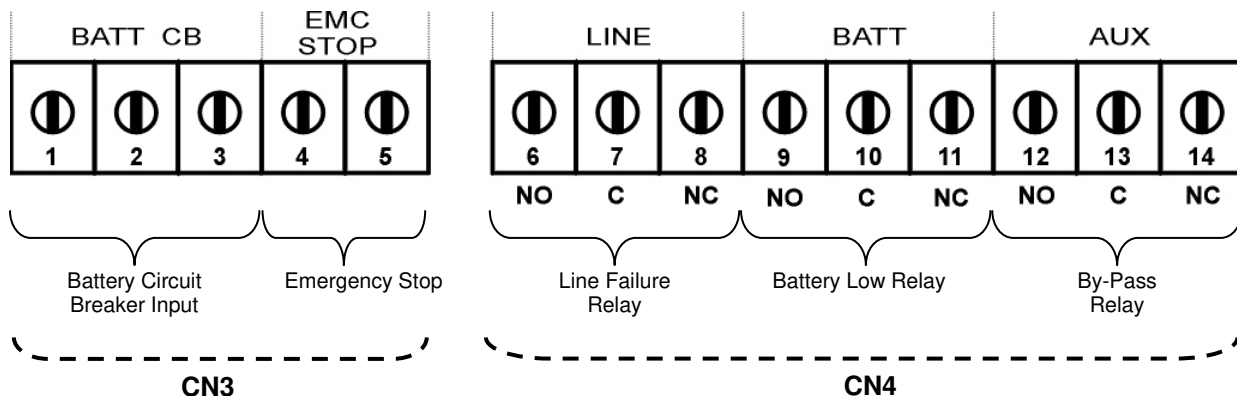 BATT CB
EMC
STOP
LINE
BATT
AUX
1 2 3 4 5
6 7 8 9 10 11 12 13 14
NO C NC NO C NC NO C NC
Battery Circuit
Breaker Input
Emergency Stop
Line Failure
Relay
Battery Low Relay
By-Pass
Relay
CN3
CN4